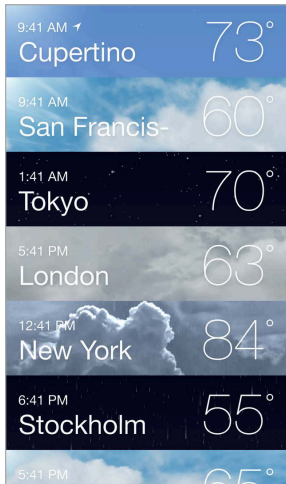 9:41 AM
Cupertino
73°
9:41 AM
San Francis-
60°
1:41 AM
Tokyo
70°
5:41 PM
London
63°
12:41 PM
New York
84°
6:41 PM
Stockholm
55°
5:41 PM
65°